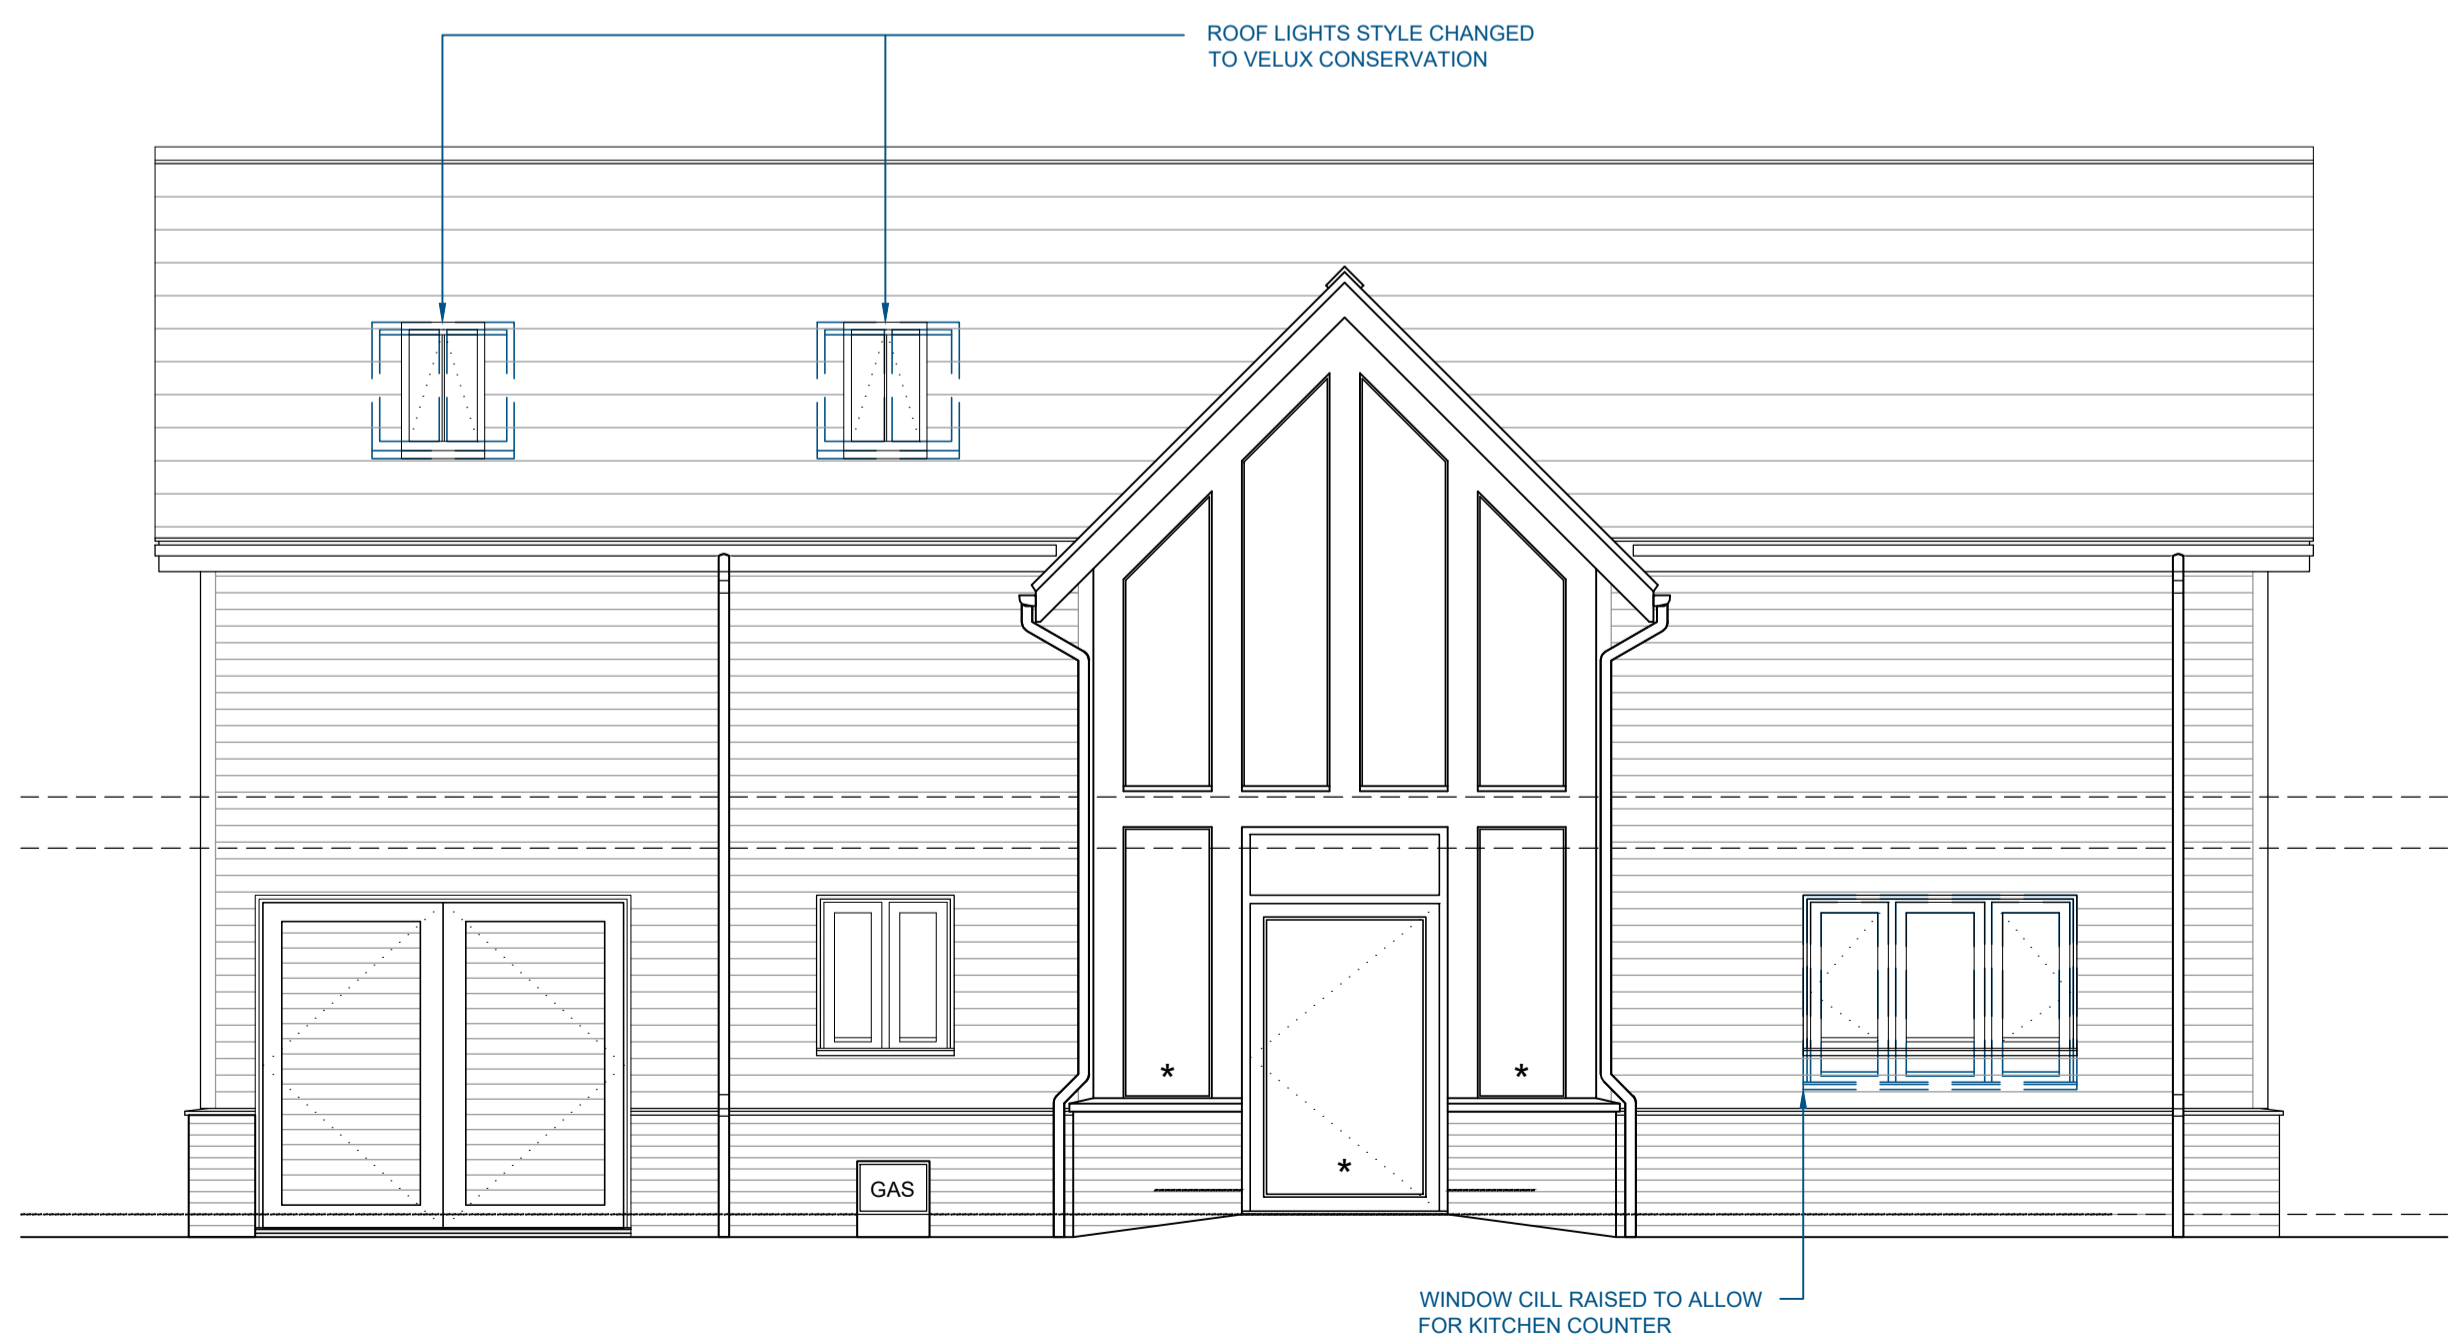 ROOF LIGHTS STYLE CHANGED
TO VELUX CONSERVATION
*
*
*
GAS
WINDOW CILL RAISED TO ALLOW
FOR KITCHEN COUNTER